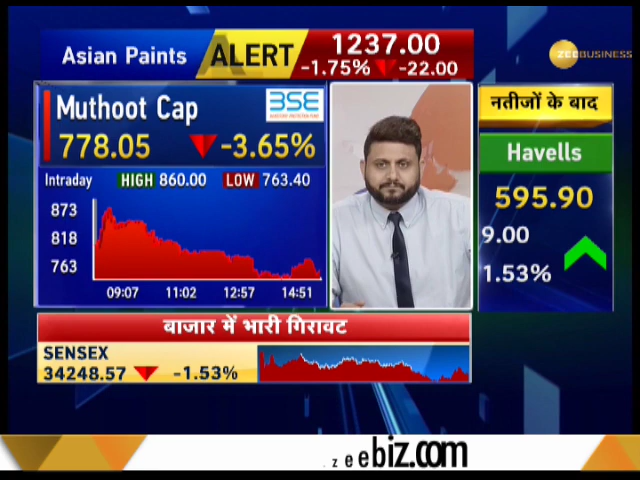 Asian Paints
ALERT
1237.00
-1.75% -22.00
ZEE BUSINESS
Muthoot Cap
BSE
778.05 -3.65%
Intraday HIGH 860.00 LOW 763.40
873
818
763
09:07 11:02 12:57 14:51
नतीजों के बाद
Havells
595.90
9.00
1.53%
बाजार में भारी गिरावट
SENSEX
34248.57 -1.53%
zeebiz.com